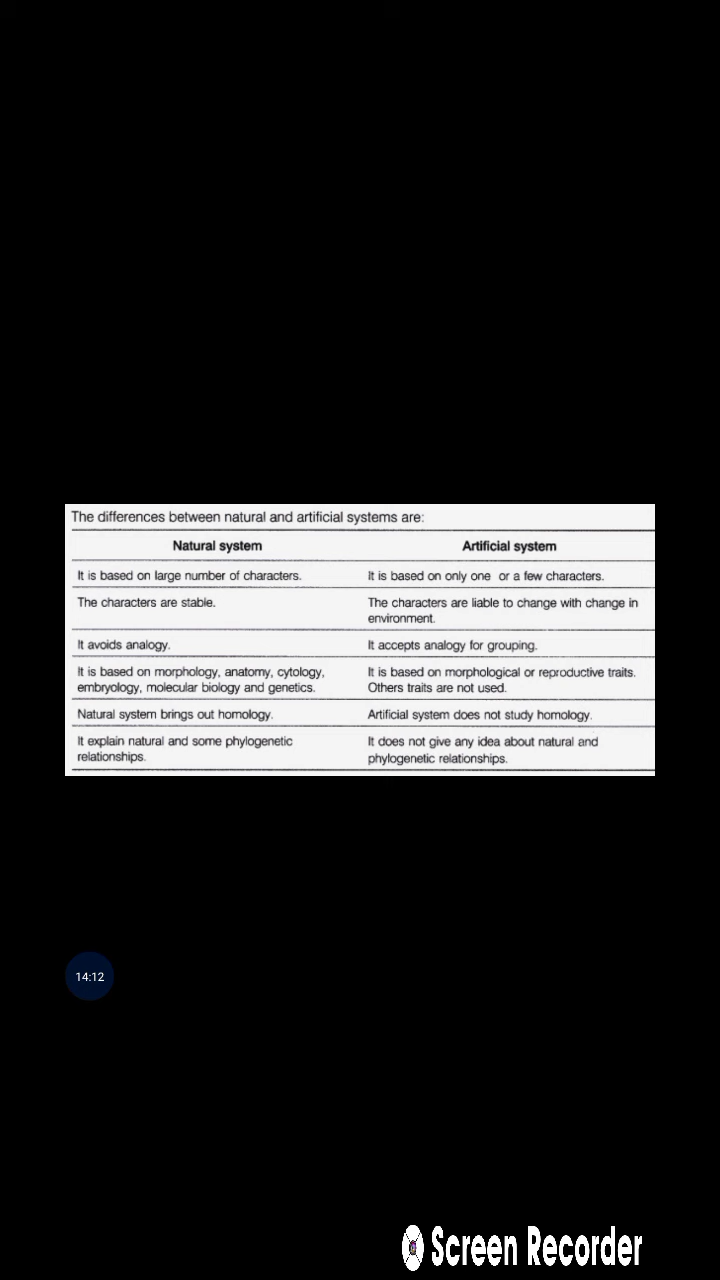 The differences between natural and artificial systems are:
Natural system Artificial system
It is based on large number of characters. It is based on only one or a few characters.
The characters are stable. The characters are liable to change with change in
environment.
It avoids analogy. It accepts analogy for grouping.
It is based on morphology, anatomy, cytology, It is based on morphological or reproductive traits.
embryology, molecular biology and genetics. Others traits are not used.
Natural system brings out homology. Artificial system does not study homology.
It explain natural and some phylogenetic It does not give any idea about natural and
relationships. phylogenetic relationships.
14:12
Screen Recorder